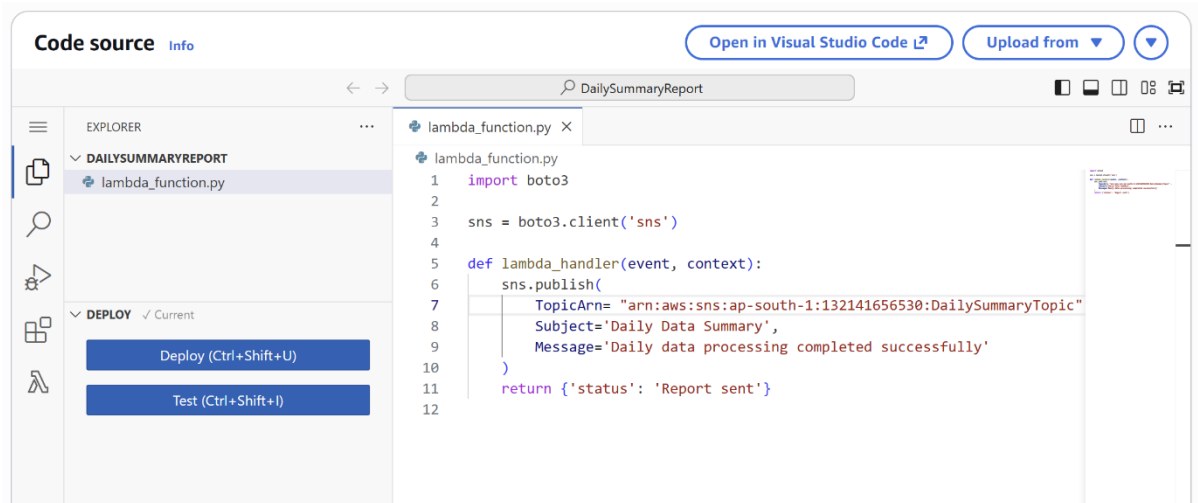 Code source Info
Open in Visual Studio Code
Upload from
DailySummaryReport
EXPLORER
DAILYSUMMARYREPORT
lambda_function.py
DEPLOY Current
Deploy (Ctrl+Shift+U)
Test (Ctrl+Shift+I)
lambda_function.py
lambda_function.py
1 import boto3
2
3 sns = boto3.client('sns')
4
5 def lambda_handler(event, context):
6 sns.publish(
7 TopicArn= "arn:aws:sns:ap-south-1:132141656530:DailySummaryTopic"
8 Subject='Daily Data Summary',
9 Message='Daily data processing completed successfully'
10 )
11 return {'status': 'Report sent'}
12